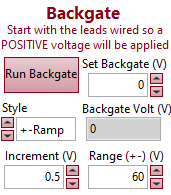 Backgate
Start with the leads wired so a
POSITIVE voltage will be applied
Run Backgate
Set Backgate (V)
0
Style
+-Ramp
Backgate Volt (V)
0
Increment (V)
0.5
Range (+-) (V)
60